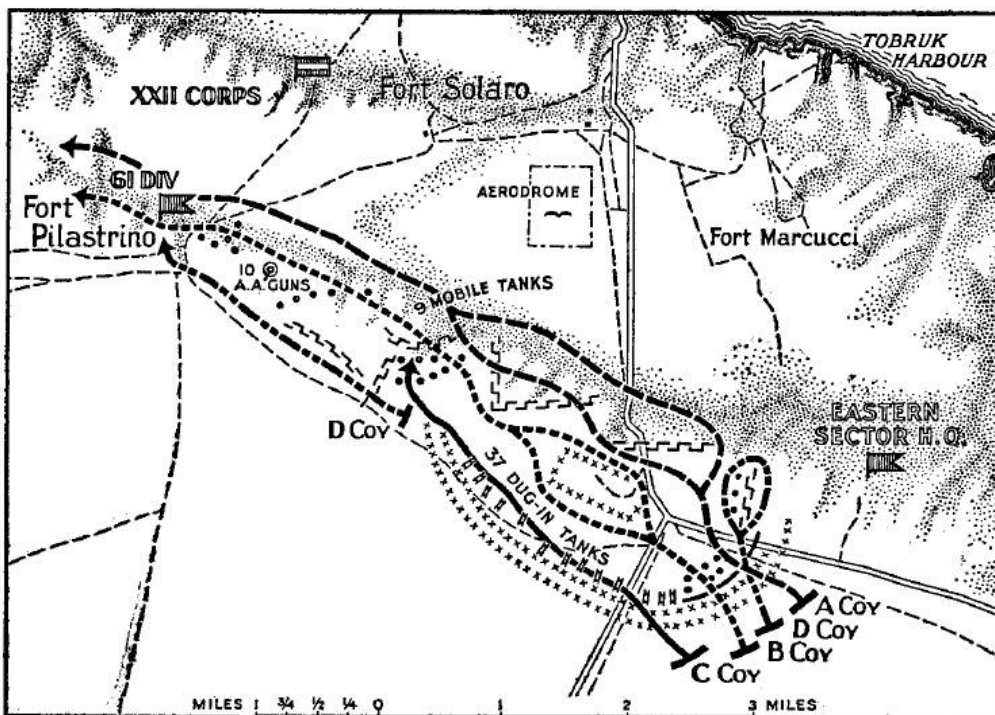 TOBRUK
HARBOUR
XXII CORPS
Fort Solaro
61 DIV
AERODROME
Fort
Pilastrino
Fort Marcucci
10
A.A. GUNS
9 MOBILE TANKS
EASTERN
SECTOR H.Q.
D COY
37 DUG-IN TANKS
A COY
D COY
B COY
C COY
MILES 1 3/4 1/2 1/4 0 1 2 3 MILES